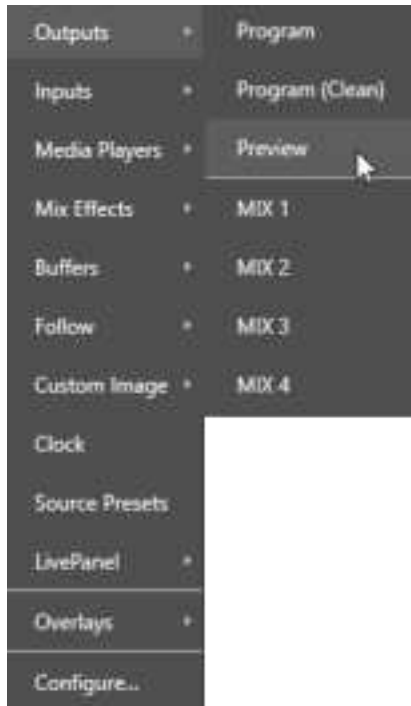 Outputs
Inputs
Media Players
Mix Effects
Buffers
Follow
Custom Image
Clock
Source Presets
LivePanel
Overlays
Configure...
Program
Program (Clean)
Preview
MIX 1
MIX 2
MIX 3
MIX 4